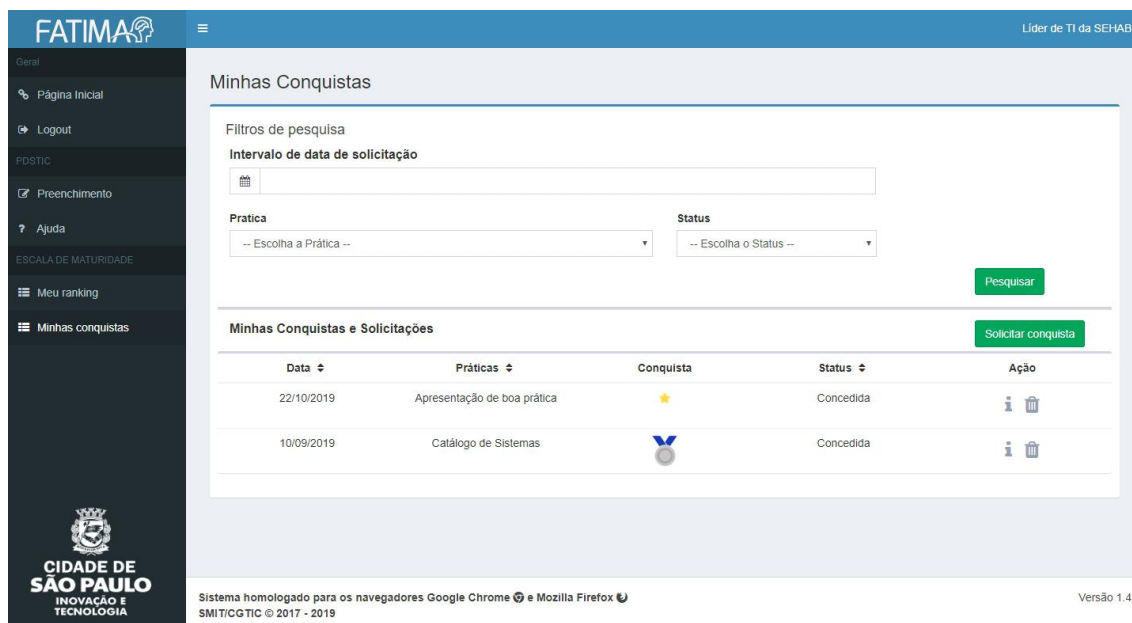 FATIMA
Líder de TI da SEHAB
Geral
Página Inicial
Logout
PDSTIC
Preenchimento
? Ajuda
ESCALA DE MATURIDADE
Meu ranking
Minhas conquistas
CIDADE DE
SÃO PAULO
INOVAÇÃO E
TECNOLOGIA
Minhas Conquistas
Filtros de pesquisa
Intervalo de data de solicitação
Pratica Status
-- Escolha a Prática -- -- Escolha o Status --
Pesquisar
Minhas Conquistas e Solicitações Solicitar conquista
Data Práticas Conquista Status Ação
22/10/2019 Apresentação de boa prática Concedida
10/09/2019 Catálogo de Sistemas Concedida
Sistema homologado para os navegadores Google Chrome e Mozilla Firefox Versão 1.4
SMIT/CGTIC © 2017 - 2019